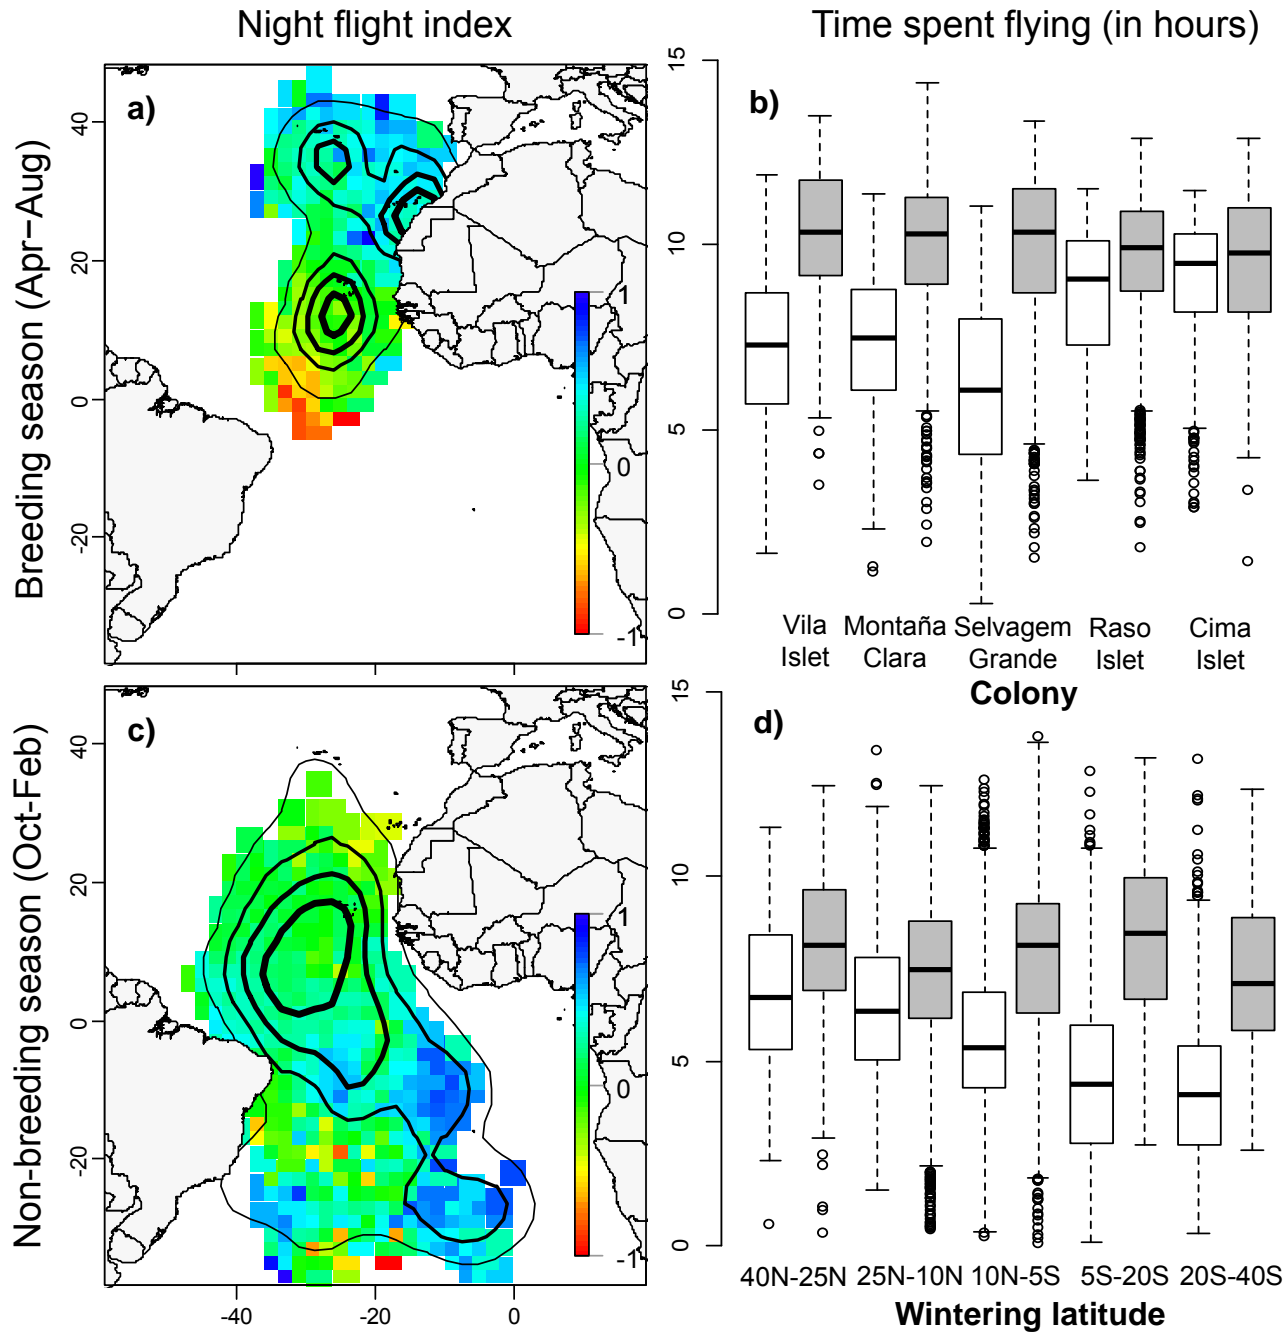 Night flight index
Time spent flying (in hours)
Breeding season (Apr–Aug)
a)
40
20
0
-20
1
0
-1
b)
15
10
5
0
Vila Islet
Montaña Clara
Selvagem Grande
Raso Islet
Cima Islet
Colony
Non-breeding season (Oct-Feb)
c)
40
20
0
20
1
0
-1
-40
-20
0
-40
-20
0
d)
15
10
5
0
40N-25N
25N-10N
10N-5S
5S-20S
20S-40S
Wintering latitude